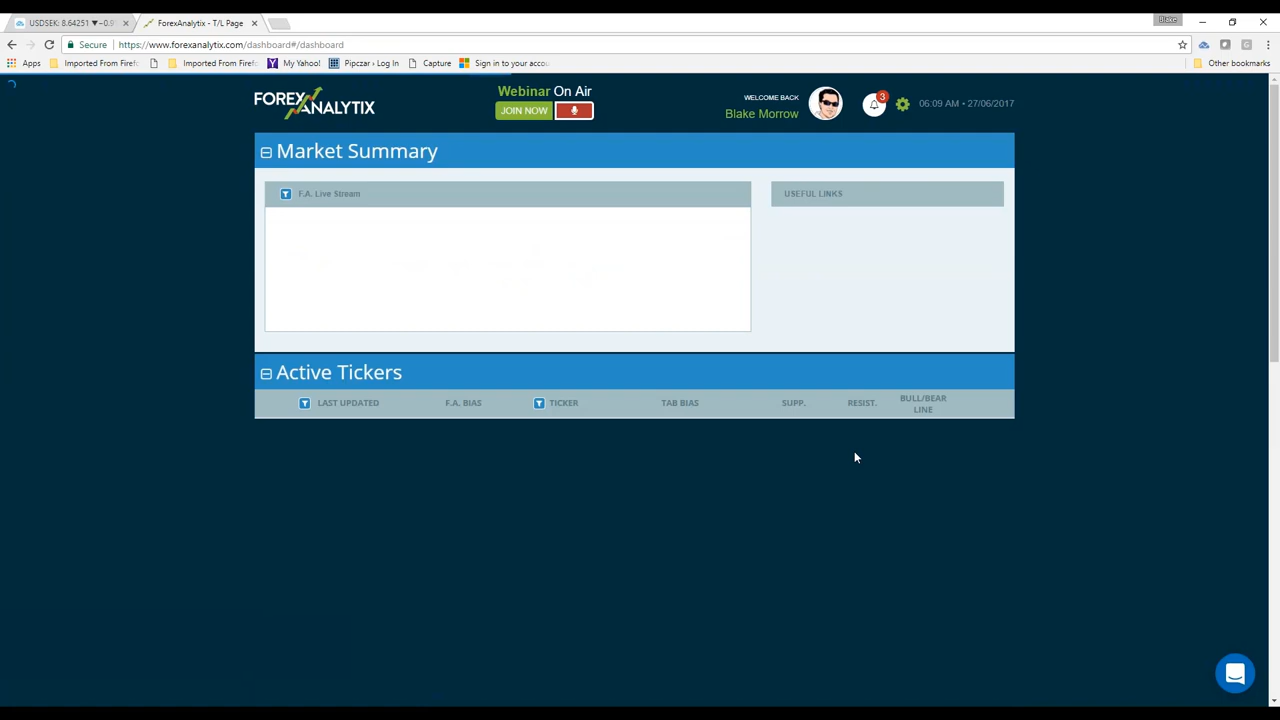 USDSEK: 8.64251 ▼−0.9
ForexAnalytix - T/L Page
Blake
Secure
https://www.forexanalytix.com/dashboard#/dashboard
Apps
Imported From Firef
Imported From Firefo
My Yahoo!
Pipczar › Log In
Capture
Sign in to your accou
Other bookmarks
FOREX
ANALYTIX
Webinar On Air
JOIN NOW
WELCOME BACK
Blake Morrow
3
06:09 AM • 27/06/2017
Market Summary
F.A. Live Stream
USEFUL LINKS
Active Tickers
LAST UPDATED
F.A. BIAS
TICKER
TAB BIAS
SUPP.
RESIST.
BULL/BEAR
LINE